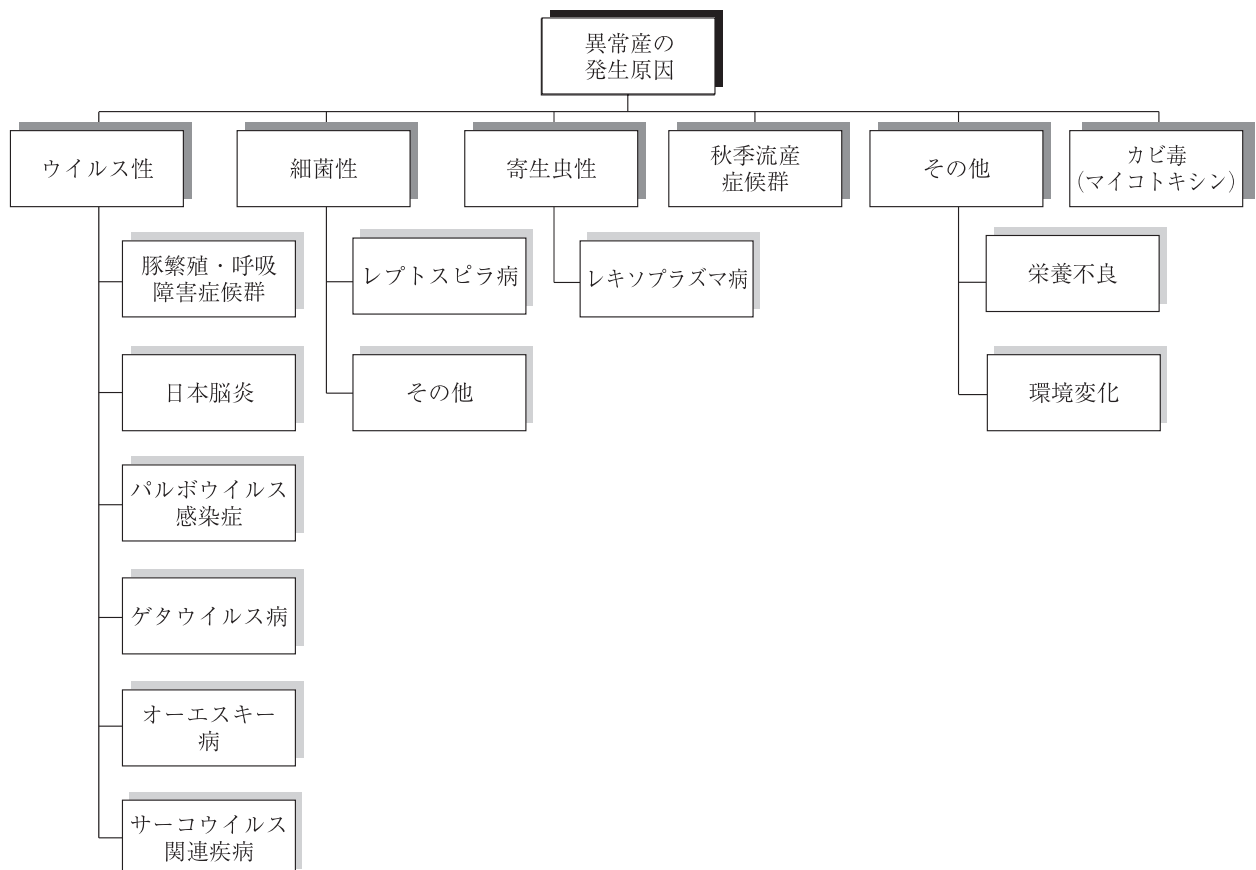 異常産の
発生原因
ウイルス性
細菌性
寄生虫性
秋季流産
症候群
その他
カビ毒
(マイコトキシン)
豚繁殖・呼吸
障害症候群
日本脳炎
パルボウイルス
感染症
ゲタウイルス病
オーエスキー
病
サーコウイルス
関連疾病
レプトスピラ病
その他
レキソプラズマ病
栄養不良
環境変化